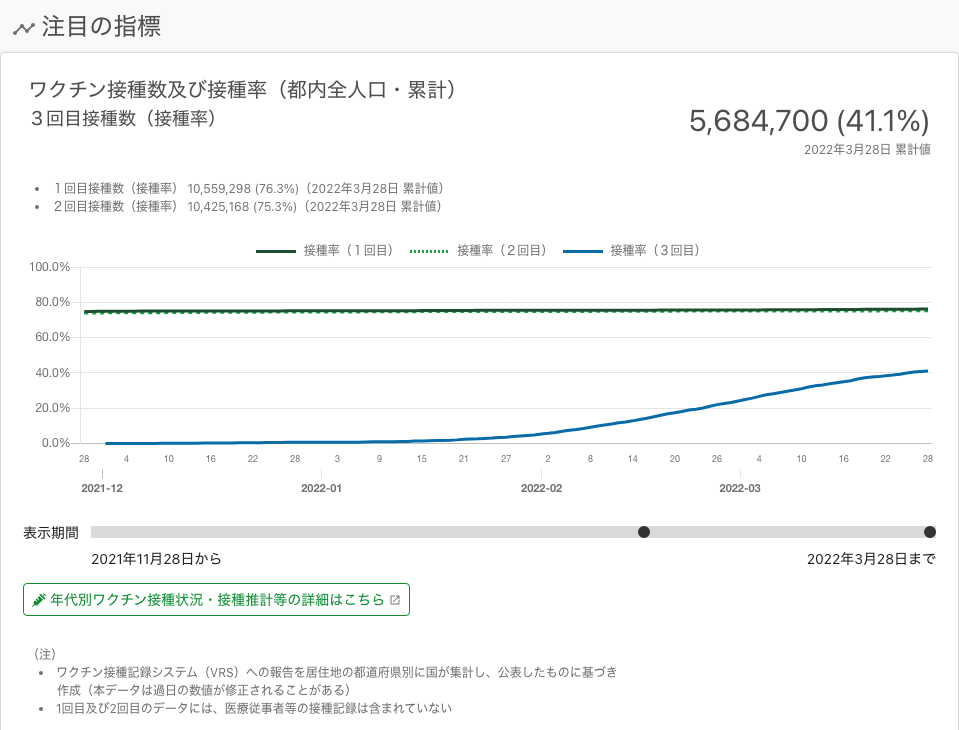 注目の指標
ワクチン接種数及び接種率（都内全人口・累計）
３回目接種数（接種率）
5,684,700 (41.1%)
2022年3月28日 累計値
１回目接種数（接種率） 10,559,298 (76.3%)（2022年3月28日 累計値）
２回目接種数（接種率） 10,425,168 (75.3%)（2022年3月28日 累計値）
接種率（１回目） 接種率（２回目） 接種率（３回目）
100.0%
80.0%
60.0%
40.0%
20.0%
0.0%
28 4 10 16 22 28 3 9 15 21 27 2 8 14 20 26 4 10 16 22 28
2021-12 2022-01 2022-02 2022-03
表示期間
2021年11月28日から 2022年3月28日まで
年代別ワクチン接種状況・接種推計等の詳細はこちら
（注）
ワクチン接種記録システム（VRS）への報告を居住地の都道府県別に国が集計し、公表したものに基づき
作成（本データは過日の数値が修正されることがある）
1回目及び2回目のデータには、医療従事者等の接種記録は含まれていない